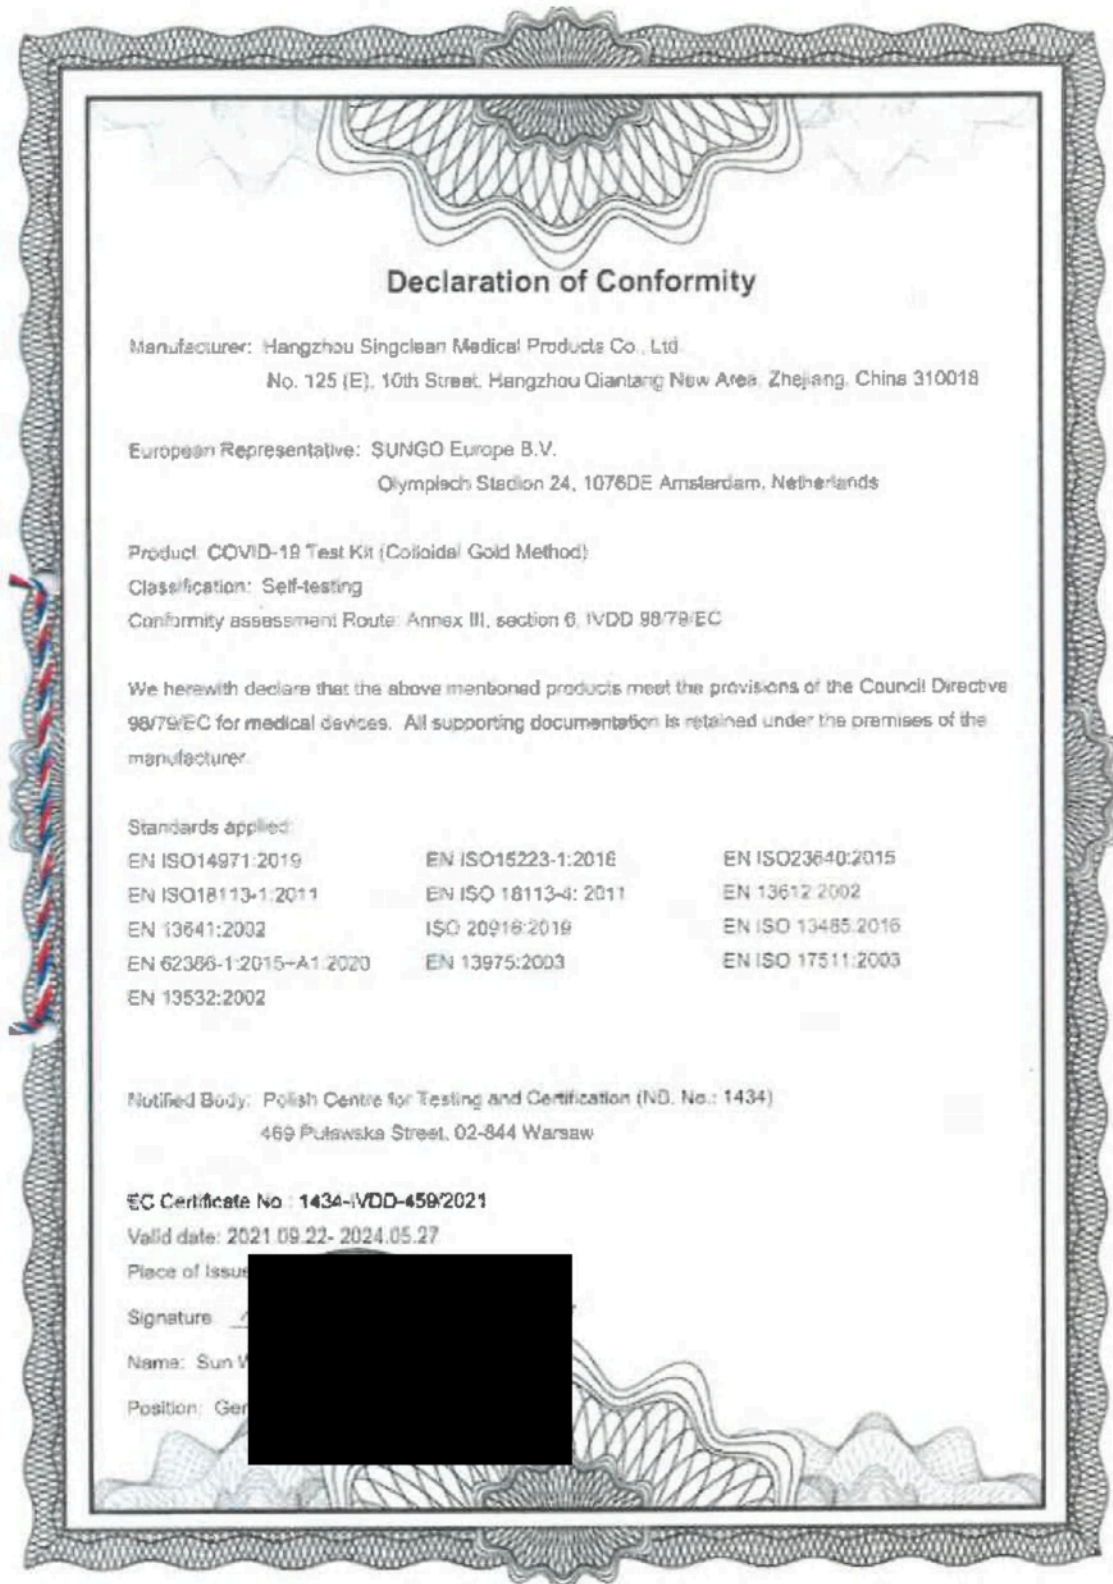 Declaration of Conformity
Manufacturer: Hangzhou Singclean Medical Products Co., Ltd.
No. 125 (E), 10th Street, Hangzhou Qiantang New Area, Zhejiang, China 310018
European Representative: SUNGO Europe B.V.
Olympisch Stadion 24, 1076DE Amsterdam, Netherlands
Product: COVID-19 Test Kit (Colloidal Gold Method)
Classification: Self-testing
Conformity assessment Route: Annex III, section 6, IVDD 98/79/EC
We herewith declare that the above mentioned products meet the provisions of the Council Directive
98/79/EC for medical devices. All supporting documentation is retained under the premises of the
manufacturer.
Standards applied:
EN ISO14971:2019 EN ISO15223-1:2016 EN ISO23640:2015
EN ISO18113-1:2011 EN ISO 18113-4: 2011 EN 13612:2002
EN 13641:2002 ISO 20916:2019 EN ISO 13485:2016
EN 62366-1:2015+A1:2020 EN 13975:2003 EN ISO 17511:2003
EN 13532:2002
Notified Body: Polish Centre for Testing and Certification (NB. No.: 1434)
469 Puławska Street, 02-844 Warsaw
EC Certificate No.: 1434-IVDD-459/2021
Valid date: 2021.09.22- 2024.05.27
Place of Issue
Signature
Name: Sun
Position: